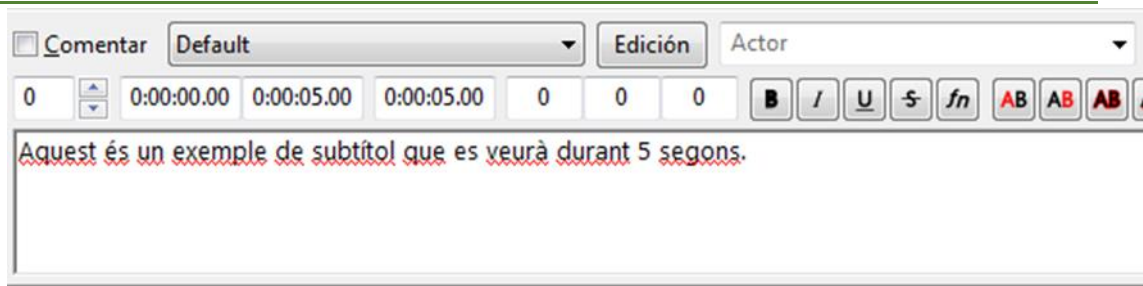 Comentar Default Edición Actor
0 0:00:00.00 0:00:05.00 0:00:05.00 0 0 0 B I U S fn AB AB AB
Aquest és un exemple de subtítol que es veurà durant 5 segons.